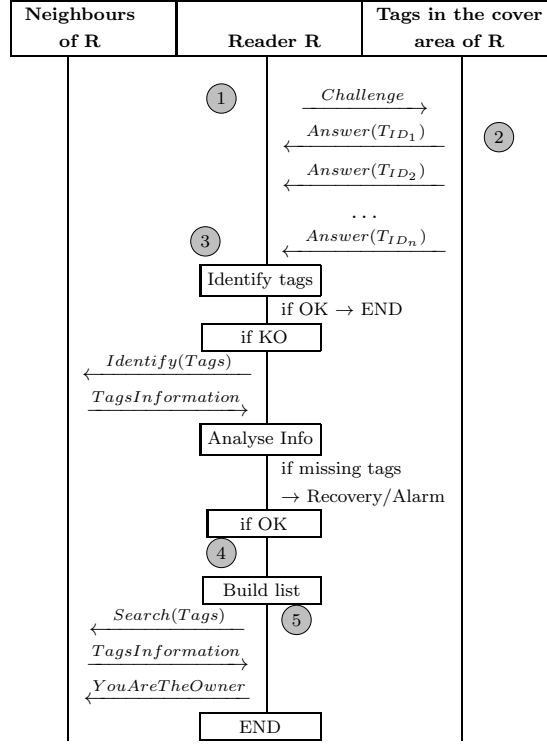 Neighbours
of R
Reader R
Tags in the cover
area of R
1
Challenge
Answer(T_{ID_1})
2
Answer(T_{ID_2})
...
3
Answer(T_{ID_n})
Identify tags
if OK → END
if KO
Identify(Tags)
TagsInformation
Analyse Info
if missing tags
→ Recovery/Alarm
if OK
4
Build list
5
Search(Tags)
TagsInformation
YouAreTheOwner
END